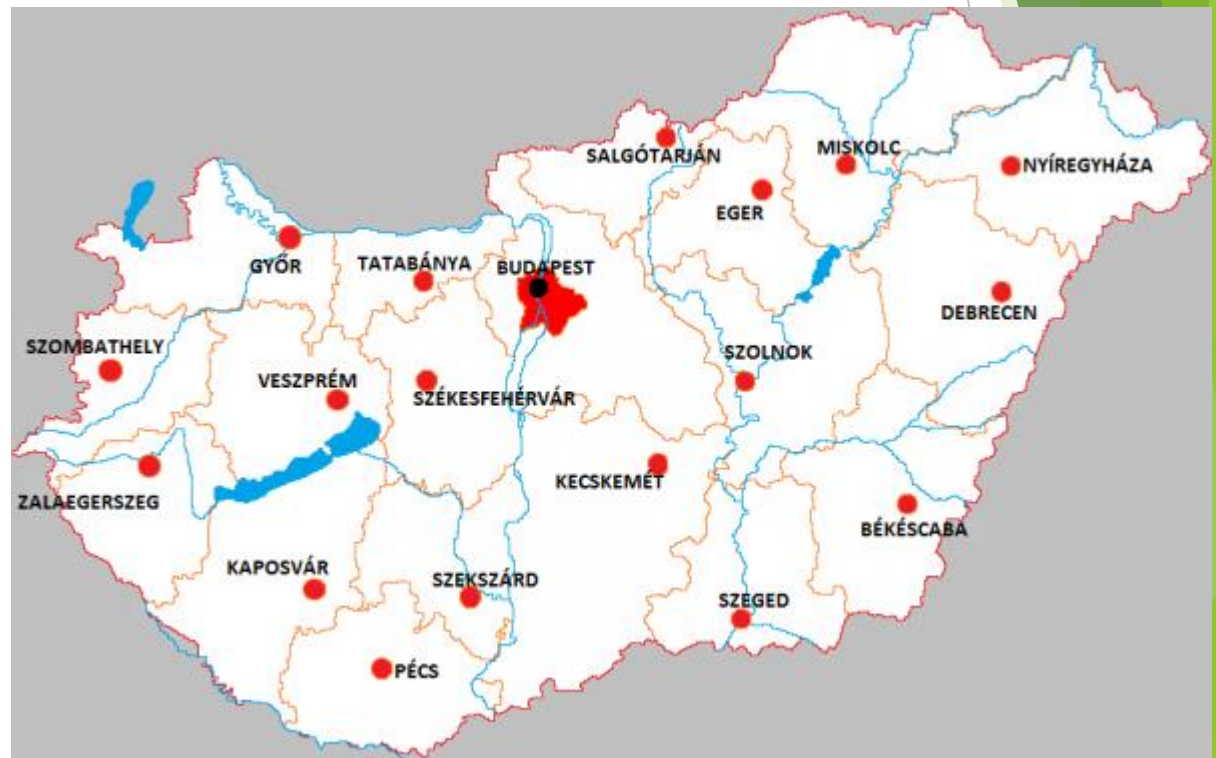 SALGÓTARJÁN
MISKOLC
NYÍREGYHÁZA
EGER
GYŐR
TATABÁNYA
BUDAPEST
DEBRECEN
SZOMBATHELY
SZOLNOK
VESZPRÉM
SZÉKESFEHÉRVÁR
KECSKEMÉT
ZALAEGERSZEG
BÉKÉSCABA
KAPOSVÁR
SZEKSZÁRD
SZEGED
PÉCS